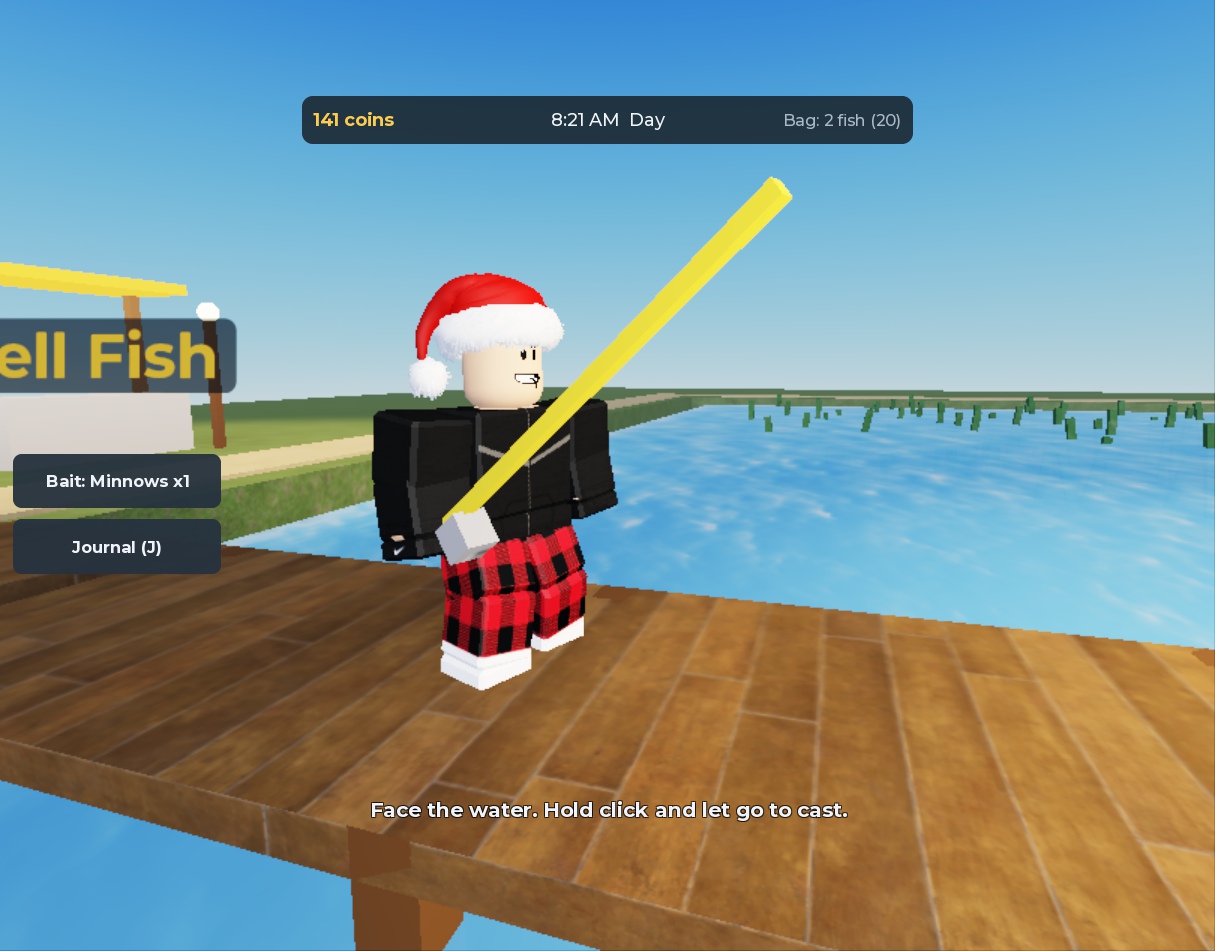 141 coins 8:21 AM Day Bag: 2 fish (20)
ell Fish
Bait: Minnows x1
Journal (J)
Face the water. Hold click and let go to cast.